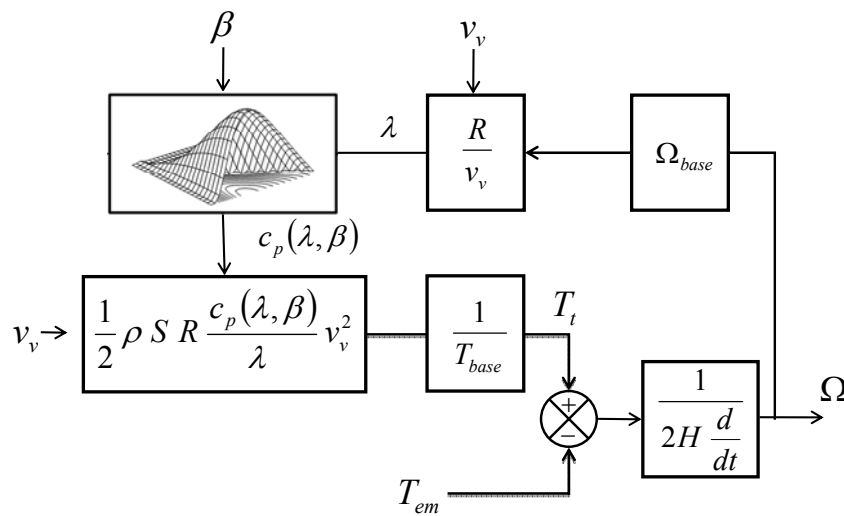 β
v_v
λ
R / v_v
Ω_base
c_p(λ, β)
v_v
1/2 ρ S R c_p(λ, β)/λ v_v^2
1 / T_base
T_t
+
−
1 / 2H d/dt
Ω
T_em